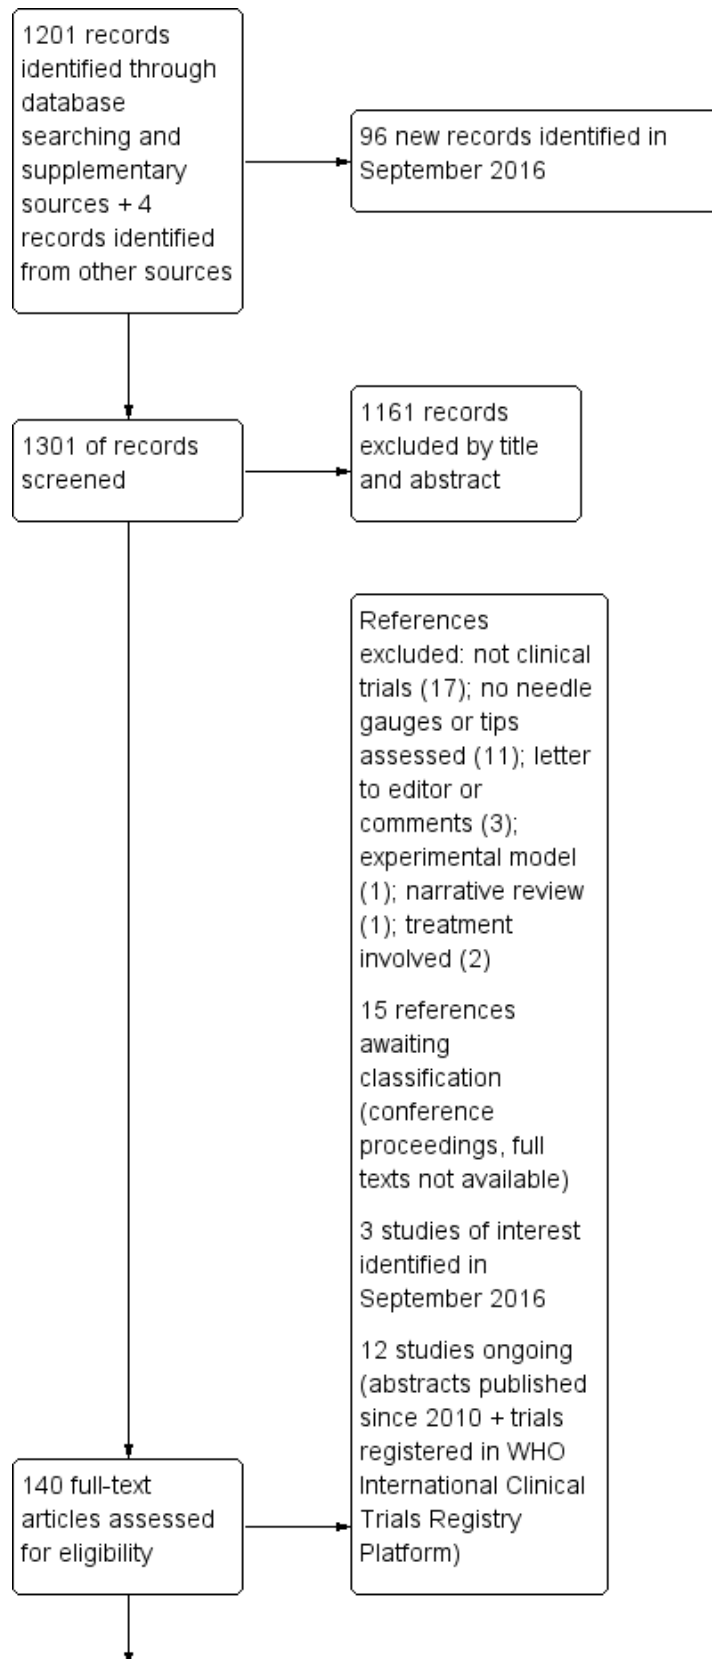 1201 records
identified through
database
searching and
supplementary
sources + 4
records identified
from other sources
96 new records identified in
September 2016
1301 of records
screened
1161 records
excluded by title
and abstract
References
excluded: not clinical
trials (17); no needle
gauges or tips
assessed (11); letter
to editor or
comments (3);
experimental model
(1); narrative review
(1); treatment
involved (2)
15 references
awaiting
classification
(conference
proceedings, full
texts not available)
3 studies of interest
identified in
September 2016
12 studies ongoing
(abstracts published
since 2010 + trials
registered in WHO
International Clinical
Trials Registry
Platform)
140 full-text
articles assessed
for eligibility